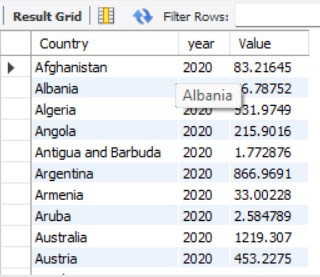 Result Grid Filter Rows:
Country year Value
Afghanistan 2020 83.21645
Albania 2020 6.78752
Albania
Algeria 2020 31.9749
Angola 2020 215.9016
Antigua and Barbuda 2020 1.772876
Argentina 2020 866.9691
Armenia 2020 33.00228
Aruba 2020 2.584789
Australia 2020 1219.307
Austria 2020 453.2275